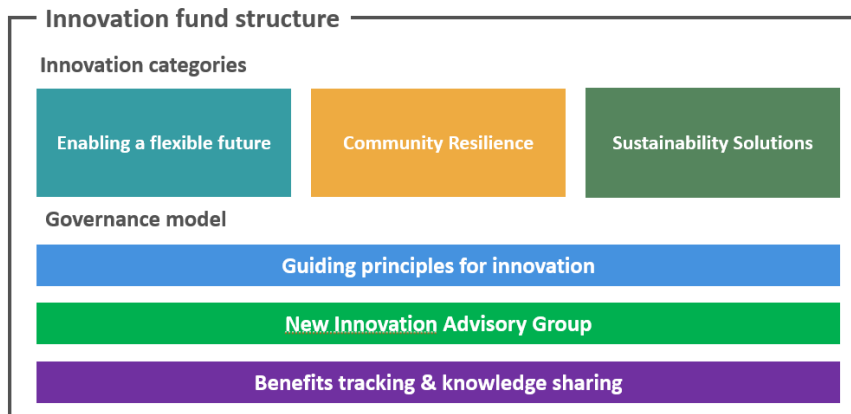 Innovation fund structure
Innovation categories
Enabling a flexible future
Community Resilience
Sustainability Solutions
Governance model
Guiding principles for innovation
New Innovation Advisory Group
Benefits tracking & knowledge sharing